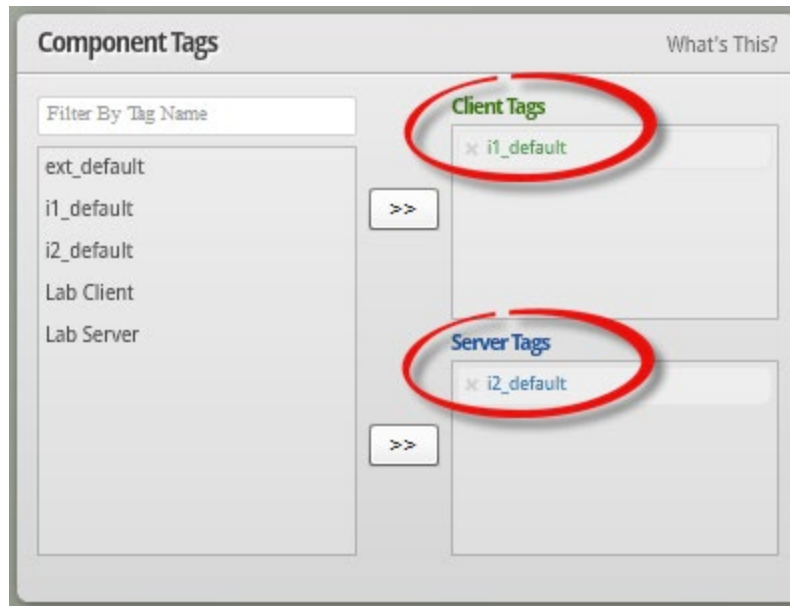 Component Tags
What's This?
Filter By Tag Name
ext_default
i1_default
i2_default
Lab Client
Lab Server
>>
>>
Client Tags
× i1_default
Server Tags
× i2_default